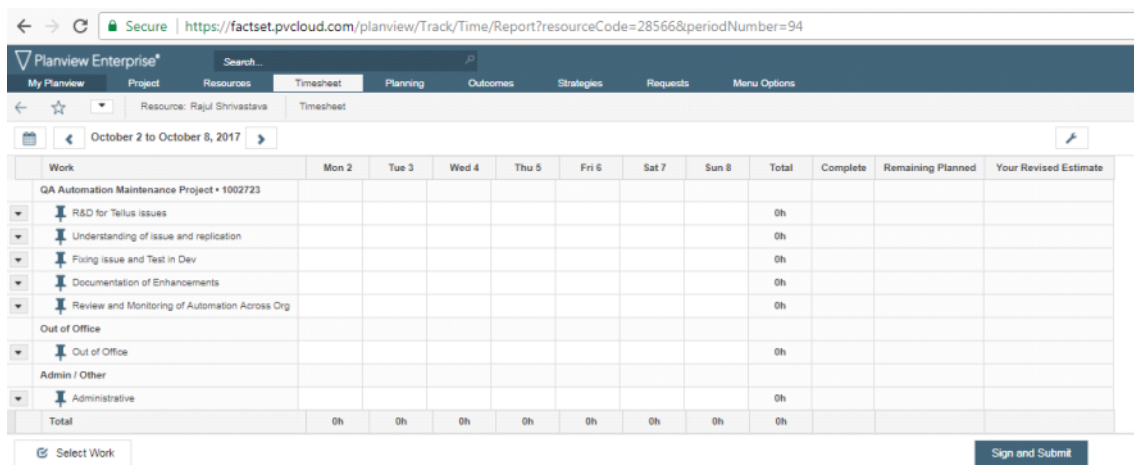 Secure | https://factset.pvcloud.com/planview/Track/Time/Report?resourceCode=28566&periodNumber=94
Planview Enterprise® Search...
My Planview Project Resources Timesheet Planning Outcomes Strategies Requests Menu Options
Resource: Rajul Shrivastava Timesheet
October 2 to October 8, 2017
Work Mon 2 Tue 3 Wed 4 Thu 5 Fri 6 Sat 7 Sun 8 Total Complete Remaining Planned Your Revised Estimate
QA Automation Maintenance Project • 1002723
R&D for Tellus issues 0h
Understanding of issue and replication 0h
Fixing issue and Test in Dev 0h
Documentation of Enhancements 0h
Review and Monitoring of Automation Across Org 0h
Out of Office
Out of Office 0h
Admin / Other
Administrative 0h
Total 0h 0h 0h 0h 0h 0h 0h 0h
Select Work Sign and Submit